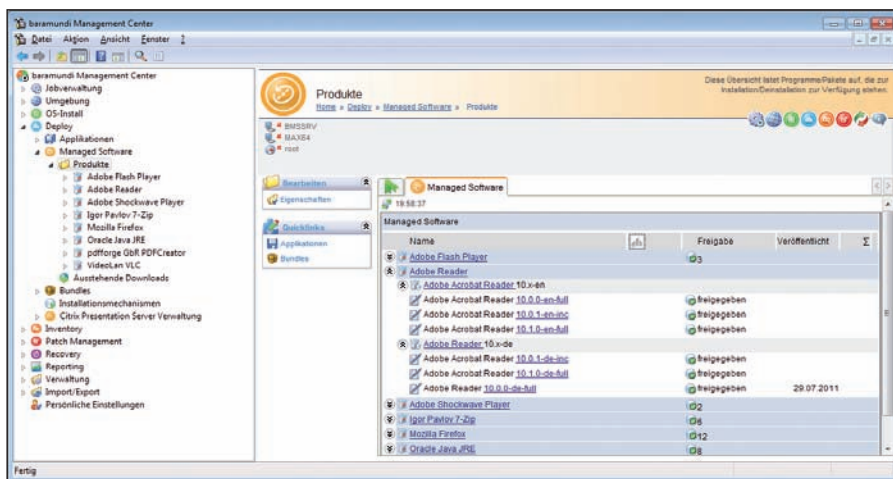 baramundi Management Center
Datei Aktion Ansicht Fenster ?
baramundi Management Center
Jobverwaltung
Umgebung
OS-Install
Deploy
Applikationen
Managed Software
Produkte
Adobe Flash Player
Adobe Reader
Adobe Shockwave Player
Igor Pavlov 7-Zip
Mozilla Firefox
Oracle Java JRE
pdfforge GbR PDFCreator
VideoLan VLC
Ausstehende Downloads
Bundles
Installationsmechanismen
Citrix Presentation Server Verwaltung
Inventory
Patch Management
Recovery
Reporting
Verwaltung
Import/Export
Persönliche Einstellungen
Produkte
Home » Deploy » Managed Software » Produkte
Diese Übersicht listet Programme/Pakete auf, die zur
Installation/Deinstallation zur Verfügung stehen.
BMSSRV
MAX64
root
Bearbeiten
Eigenschaften
Quicklinks
Applikationen
Bundles
Managed Software
19:58:37
Managed Software
Name Freigabe Veröffentlicht Σ
Adobe Flash Player 3
Adobe Reader
Adobe Acrobat Reader 10.x-en
Adobe Acrobat Reader 10.0.0-en-full freigegeben
Adobe Acrobat Reader 10.0.1-en-inc freigegeben
Adobe Acrobat Reader 10.1.0-en-full freigegeben
Adobe Reader 10.x-de
Adobe Acrobat Reader 10.0.1-de-inc freigegeben
Adobe Acrobat Reader 10.1.0-de-full freigegeben
Adobe Reader 10.0.0-de-full freigegeben 29.07.2011
Adobe Shockwave Player 2
Igor Pavlov 7-Zip 6
Mozilla Firefox 12
Oracle Java JRE 8
Fertig